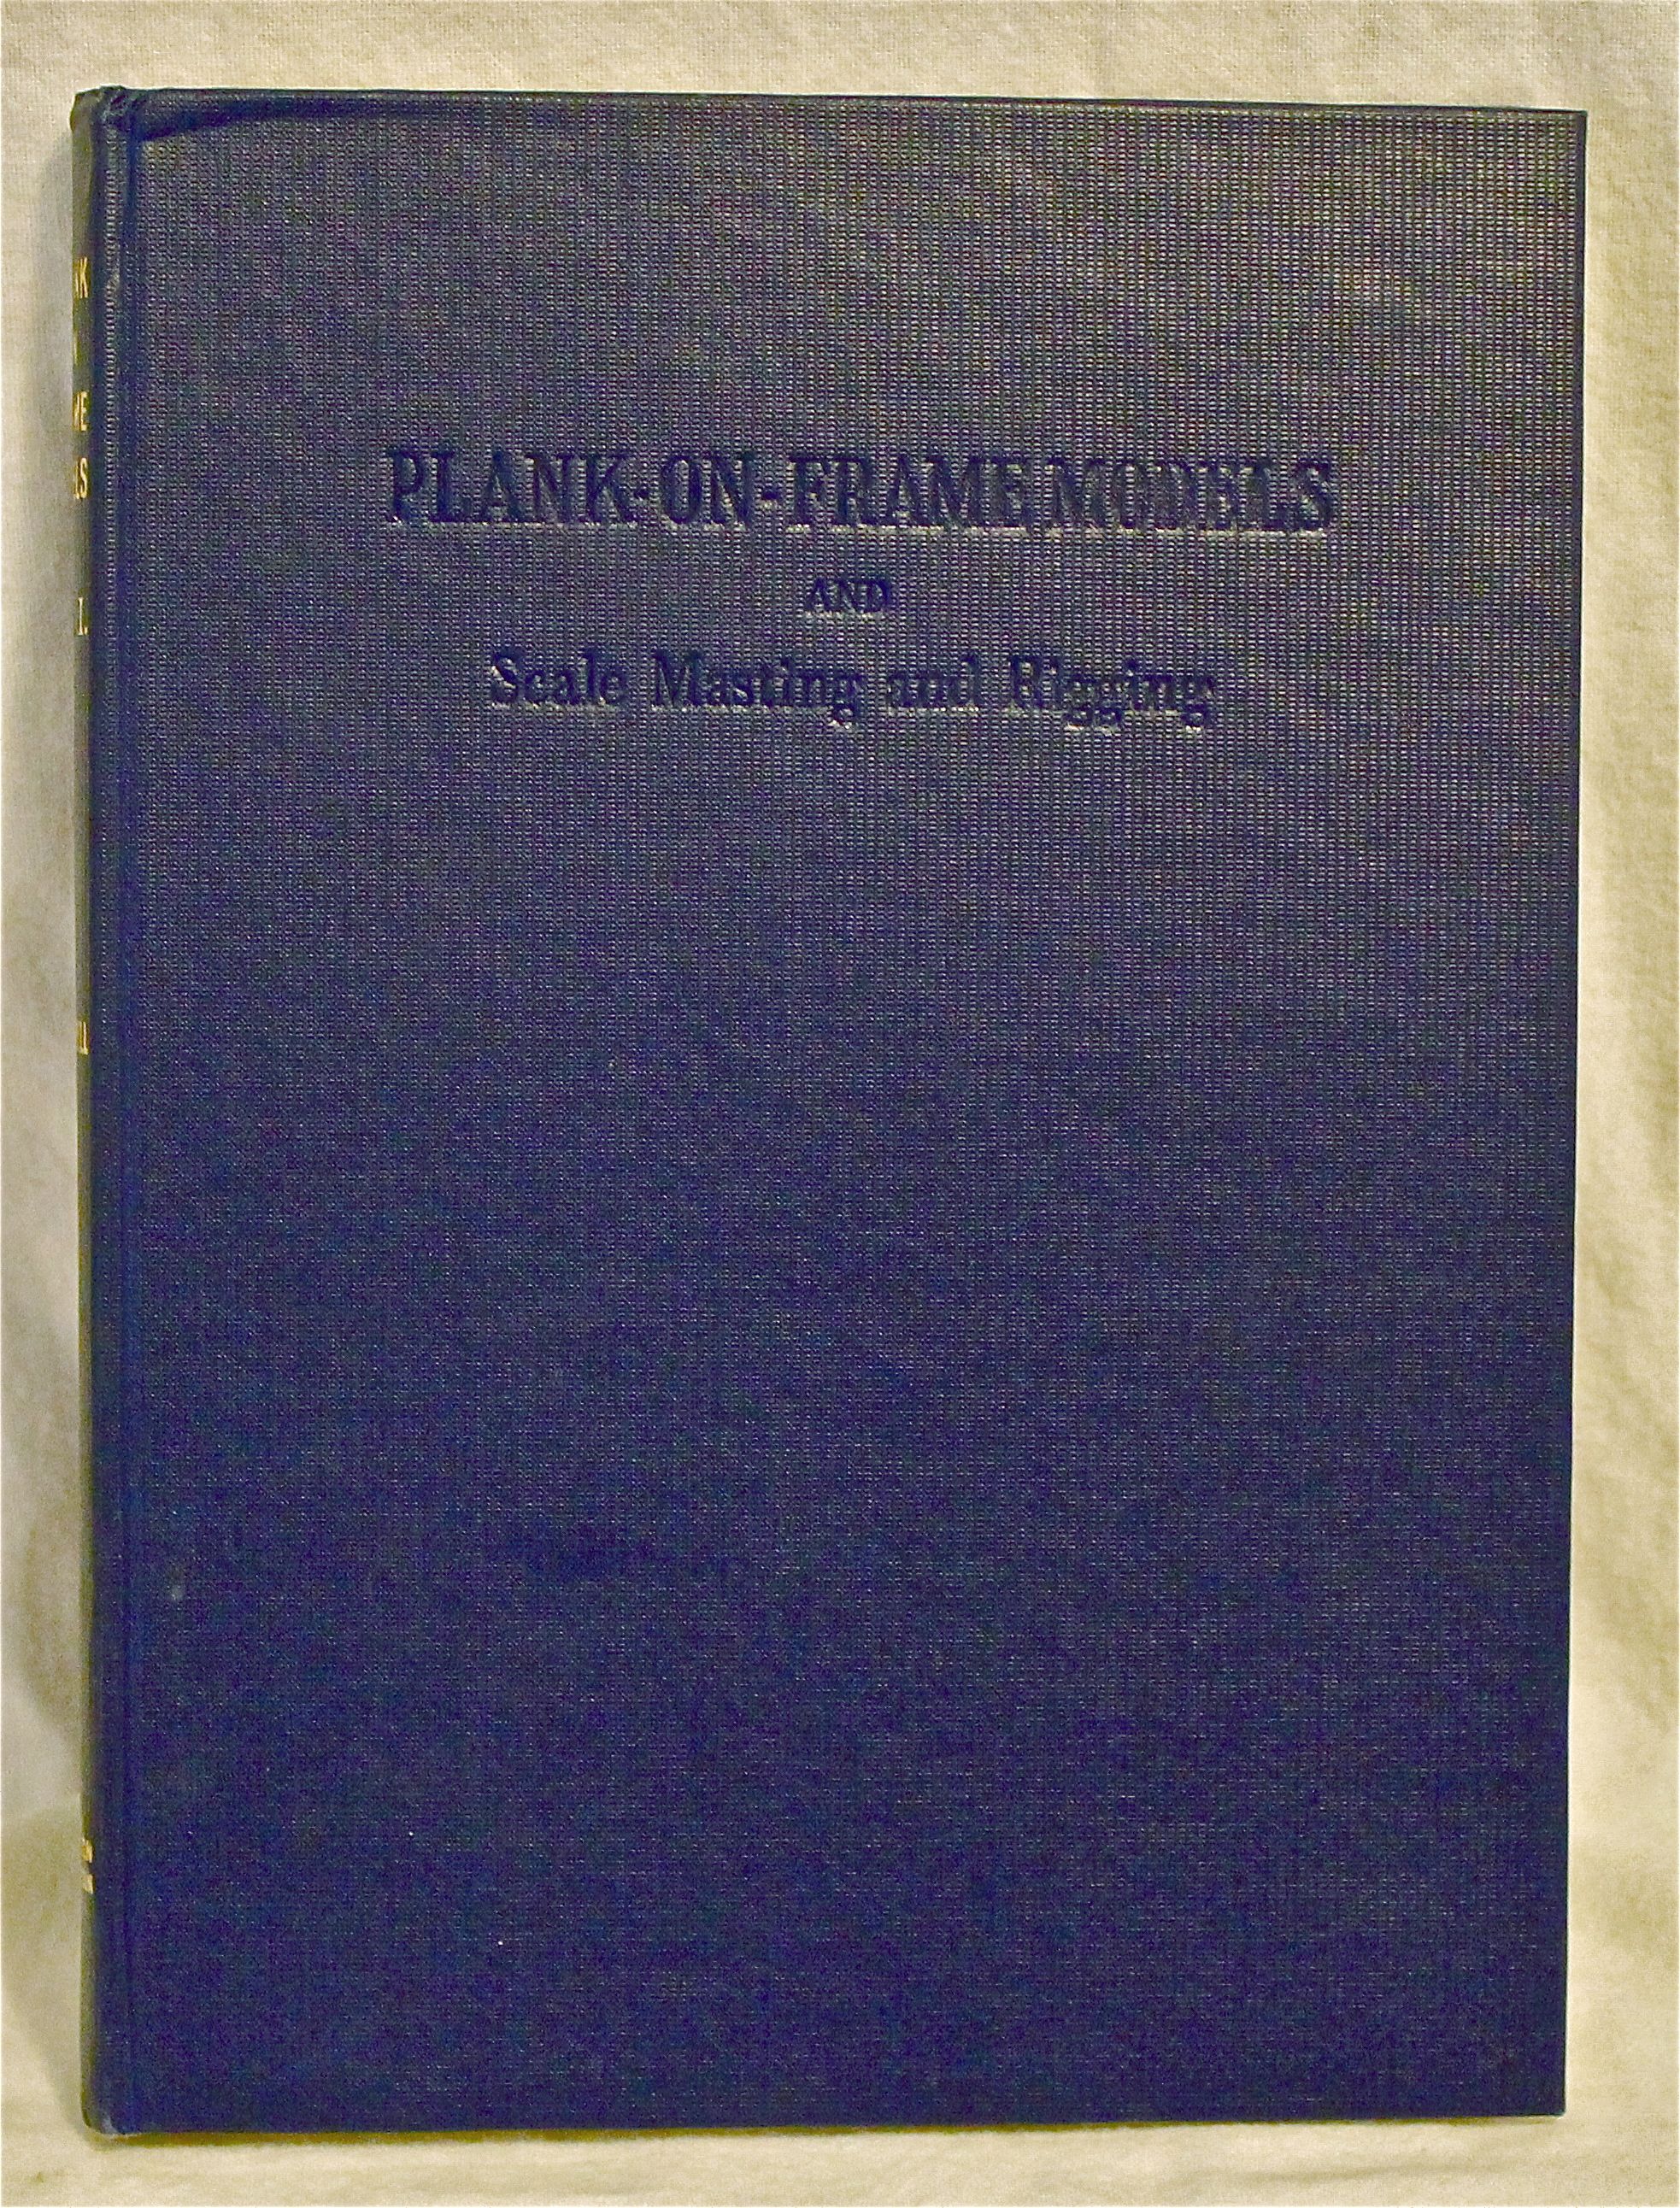 PLANK-ON-FRAME MODELS
AND
Scale Masting and Rigging